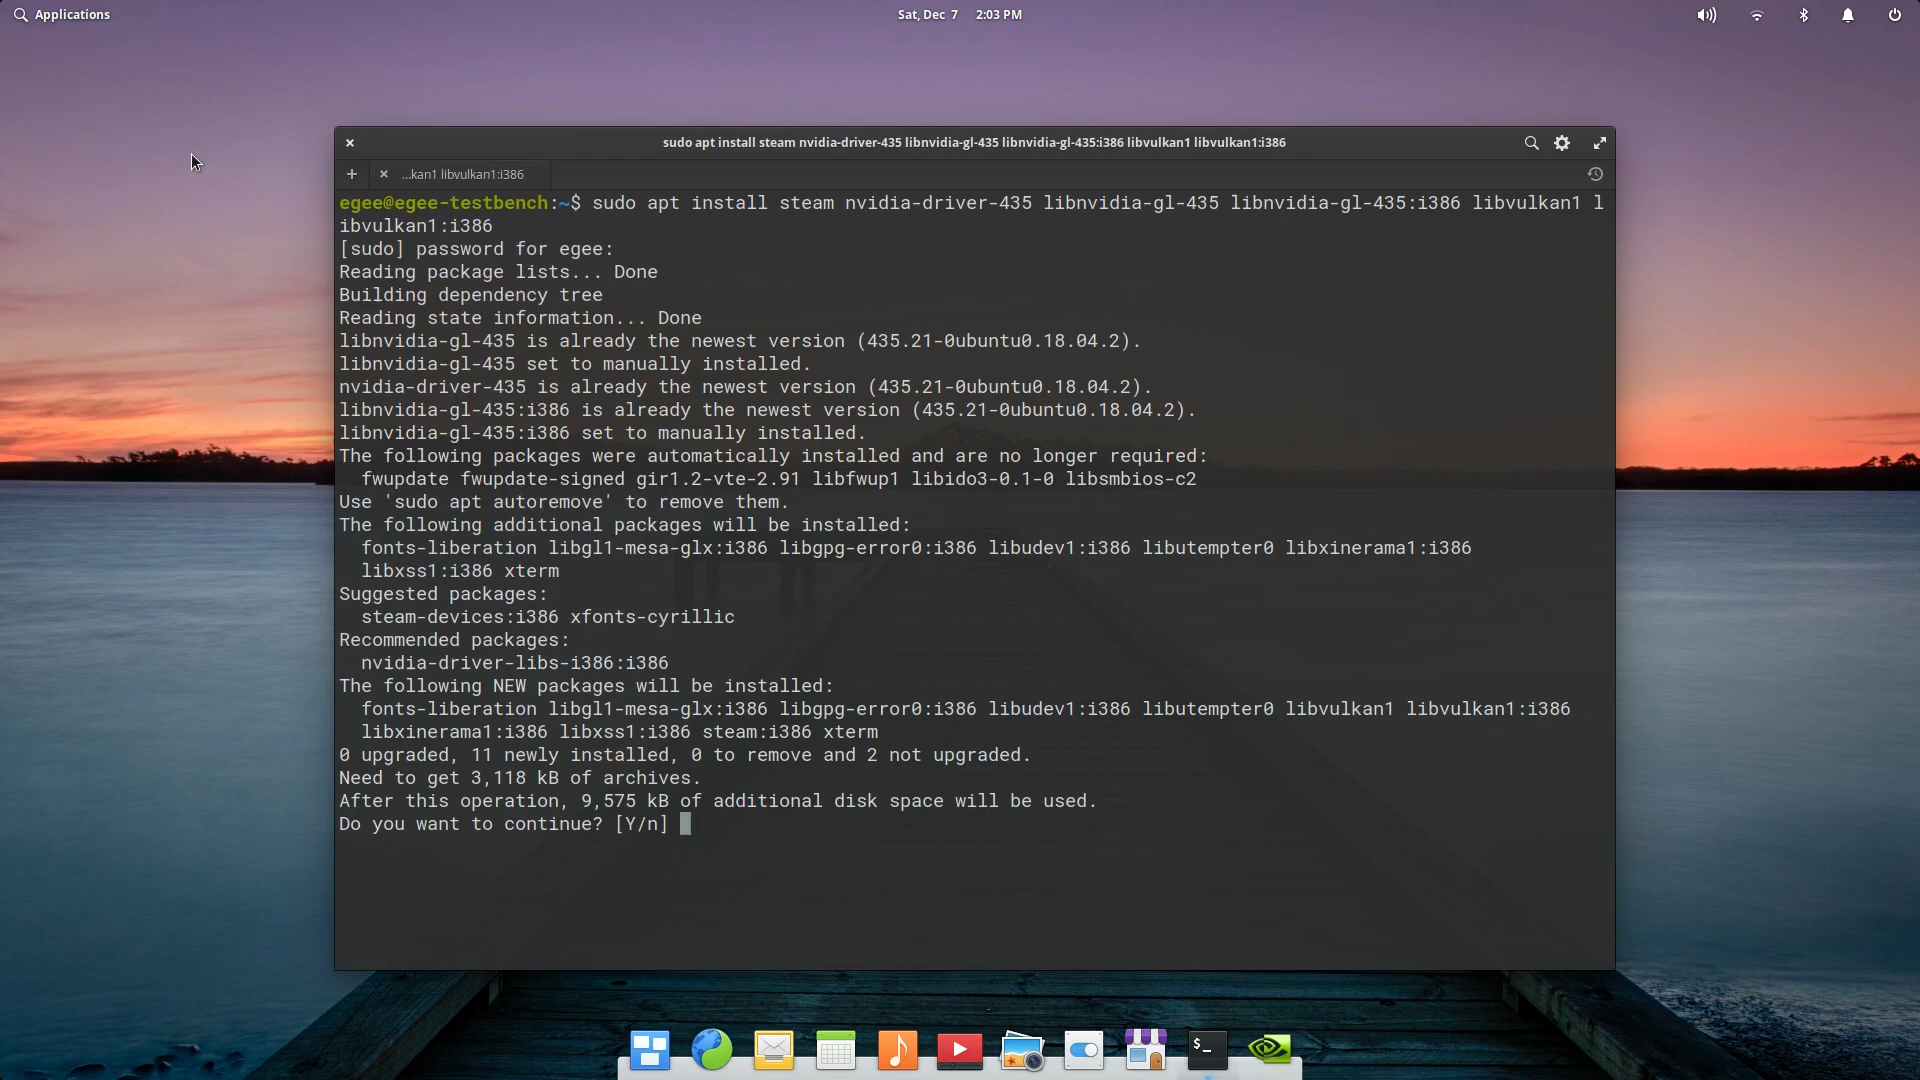 Applications
Sat, Dec 7 2:03 PM
sudo apt install steam nvidia-driver-435 libnvidia-gl-435 libnvidia-gl-435:i386 libvulkan1 libvulkan1:i386
...kan1 libvulkan1:i386
egee@egee-testbench:~$ sudo apt install steam nvidia-driver-435 libnvidia-gl-435 libnvidia-gl-435:i386 libvulkan1 l
ibvulkan1:i386
[sudo] password for egee:
Reading package lists... Done
Building dependency tree
Reading state information... Done
libnvidia-gl-435 is already the newest version (435.21-0ubuntu0.18.04.2).
libnvidia-gl-435 set to manually installed.
nvidia-driver-435 is already the newest version (435.21-0ubuntu0.18.04.2).
libnvidia-gl-435:i386 is already the newest version (435.21-0ubuntu0.18.04.2).
libnvidia-gl-435:i386 set to manually installed.
The following packages were automatically installed and are no longer required:
fwupdate fwupdate-signed gir1.2-vte-2.91 libfwup1 libido3-0.1-0 libsmbios-c2
Use 'sudo apt autoremove' to remove them.
The following additional packages will be installed:
fonts-liberation libgl1-mesa-glx:i386 libgpg-error0:i386 libudev1:i386 libutempter0 libxinerama1:i386
libxss1:i386 xterm
Suggested packages:
steam-devices:i386 xfonts-cyrillic
Recommended packages:
nvidia-driver-libs-i386:i386
The following NEW packages will be installed:
fonts-liberation libgl1-mesa-glx:i386 libgpg-error0:i386 libudev1:i386 libutempter0 libvulkan1 libvulkan1:i386
libxinerama1:i386 libxss1:i386 steam:i386 xterm
0 upgraded, 11 newly installed, 0 to remove and 2 not upgraded.
Need to get 3,118 kB of archives.
After this operation, 9,575 kB of additional disk space will be used.
Do you want to continue? [Y/n]
$_